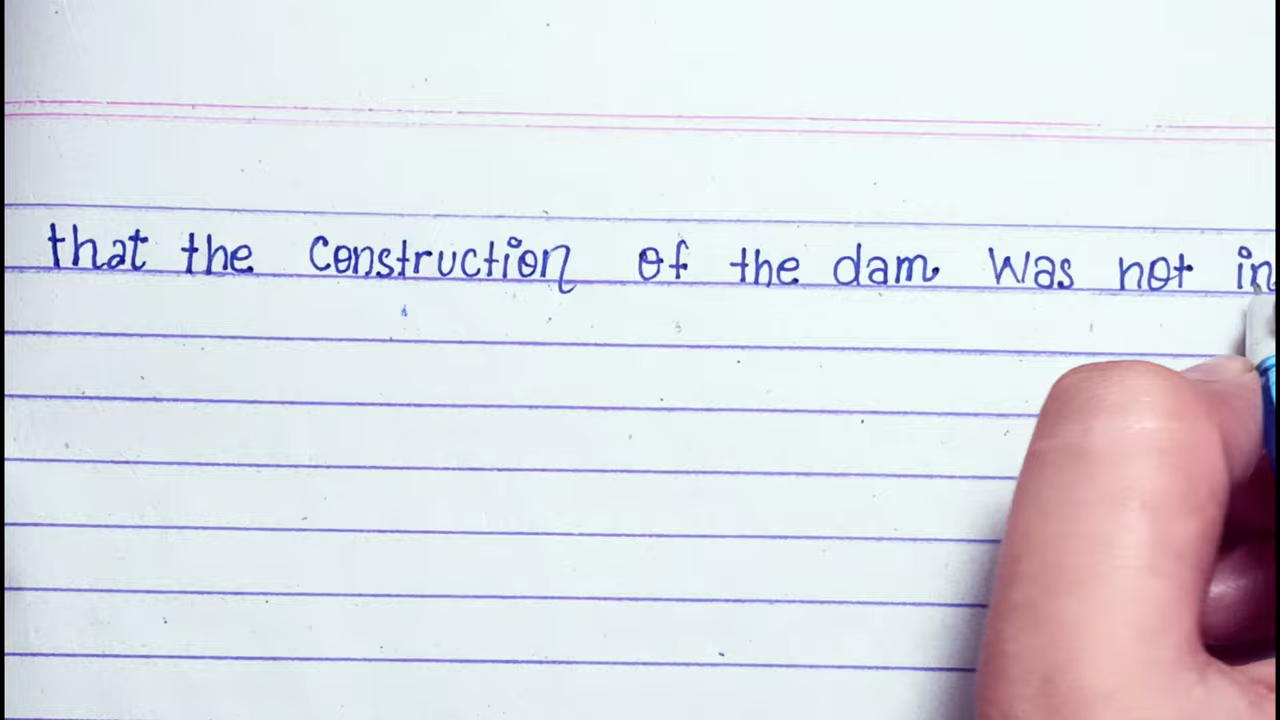 that the construction of the dam was not in